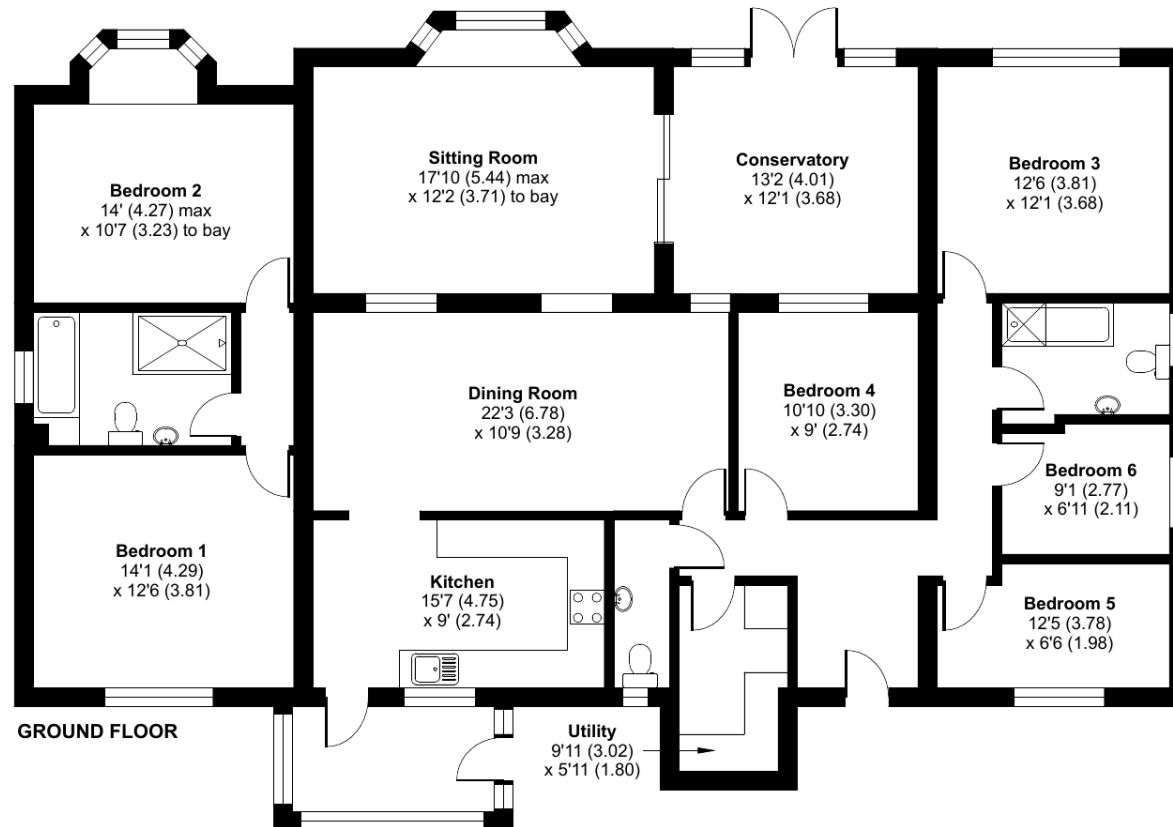 Bedroom 2
14' (4.27) max
x 10'7 (3.23) to bay
Sitting Room
17'10 (5.44) max
x 12'2 (3.71) to bay
Conservatory
13'2 (4.01)
x 12'1 (3.68)
Bedroom 3
12'6 (3.81)
x 12'1 (3.68)
Dining Room
22'3 (6.78)
x 10'9 (3.28)
Bedroom 4
10'10 (3.30)
x 9' (2.74)
Bedroom 6
9'1 (2.77)
x 6'11 (2.11)
Bedroom 1
14'1 (4.29)
x 12'6 (3.81)
Kitchen
15'7 (4.75)
x 9' (2.74)
Bedroom 5
12'5 (3.78)
x 6'6 (1.98)
GROUND FLOOR
Utility
9'11 (3.02)
x 5'11 (1.80)